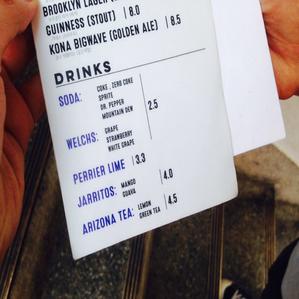 BROOKLYN LAGER
GUINNESS (STOUT) | 8.0
KONA BIGWAVE (GOLDEN ALE) | 8.5
DRINKS
SODA: COKE, ZERO COKE
SPRITE
DR. PEPPER
MOUNTAIN DEW
2.5
WELCHS: GRAPE
STRAWBERRY
WHITE GRAPE
PERRIER LIME | 3.3
JARRITOS: MANGO
GUAVA | 4.0
ARIZONA TEA: LEMON
GREEN TEA | 4.5